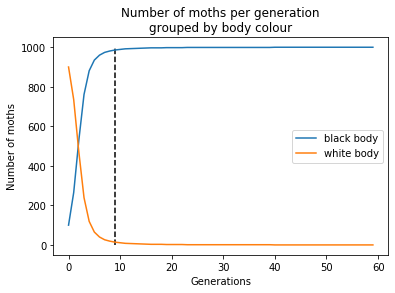 Number of moths per generation
grouped by body colour
1000
800
600
400
200
0
Number of moths
black body
white body
0 10 20 30 40 50 60
Generations